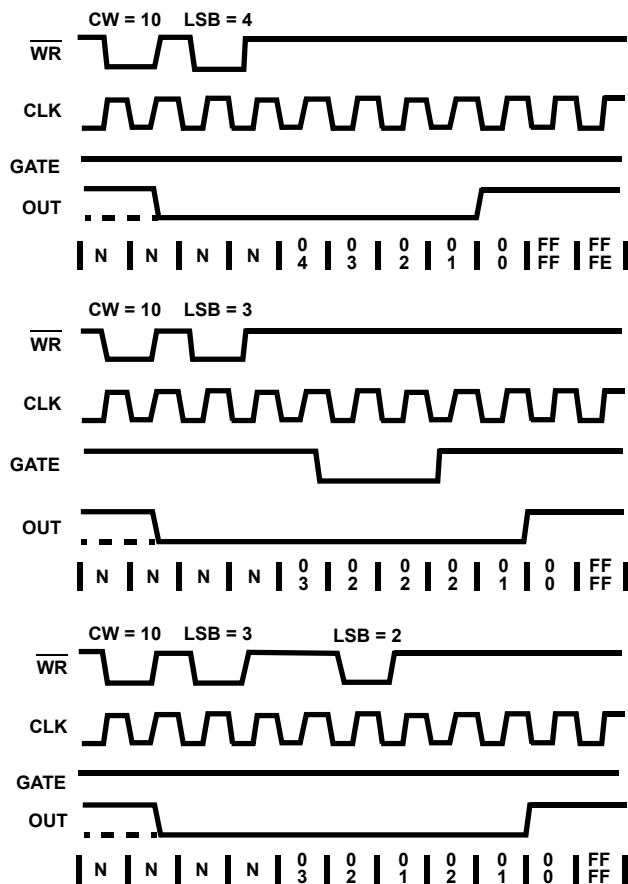 CW = 10 LSB = 4
WR
CLK
GATE
OUT
N N N N 0 0 0 0 0 FF FF
4 3 2 1 0 FF FE
CW = 10 LSB = 3
WR
CLK
GATE
OUT
N N N N 0 0 0 0 0 0 FF
3 2 2 2 1 0 FF
CW = 10 LSB = 3 LSB = 2
WR
CLK
GATE
OUT
N N N N 0 0 0 0 0 0 FF
3 2 1 2 1 0 FF